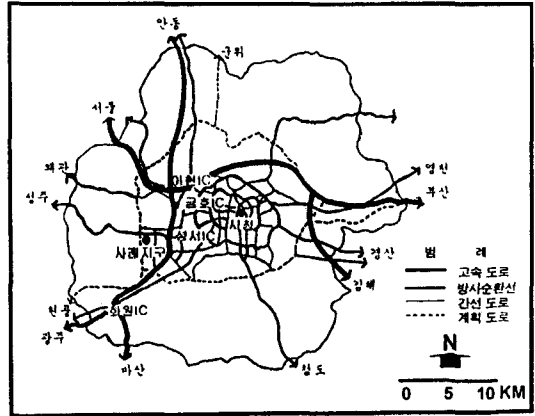 안동
군위
서울
왜관
성주
영천
부산
이현IC
금호IC
시청
성서IC
사례지구
경산
김해
현풍
화원IC
광주
마산
청도
범 례
고속 도로
방사순환선
간선 도로
계획 도로
N
0 5 10 KM